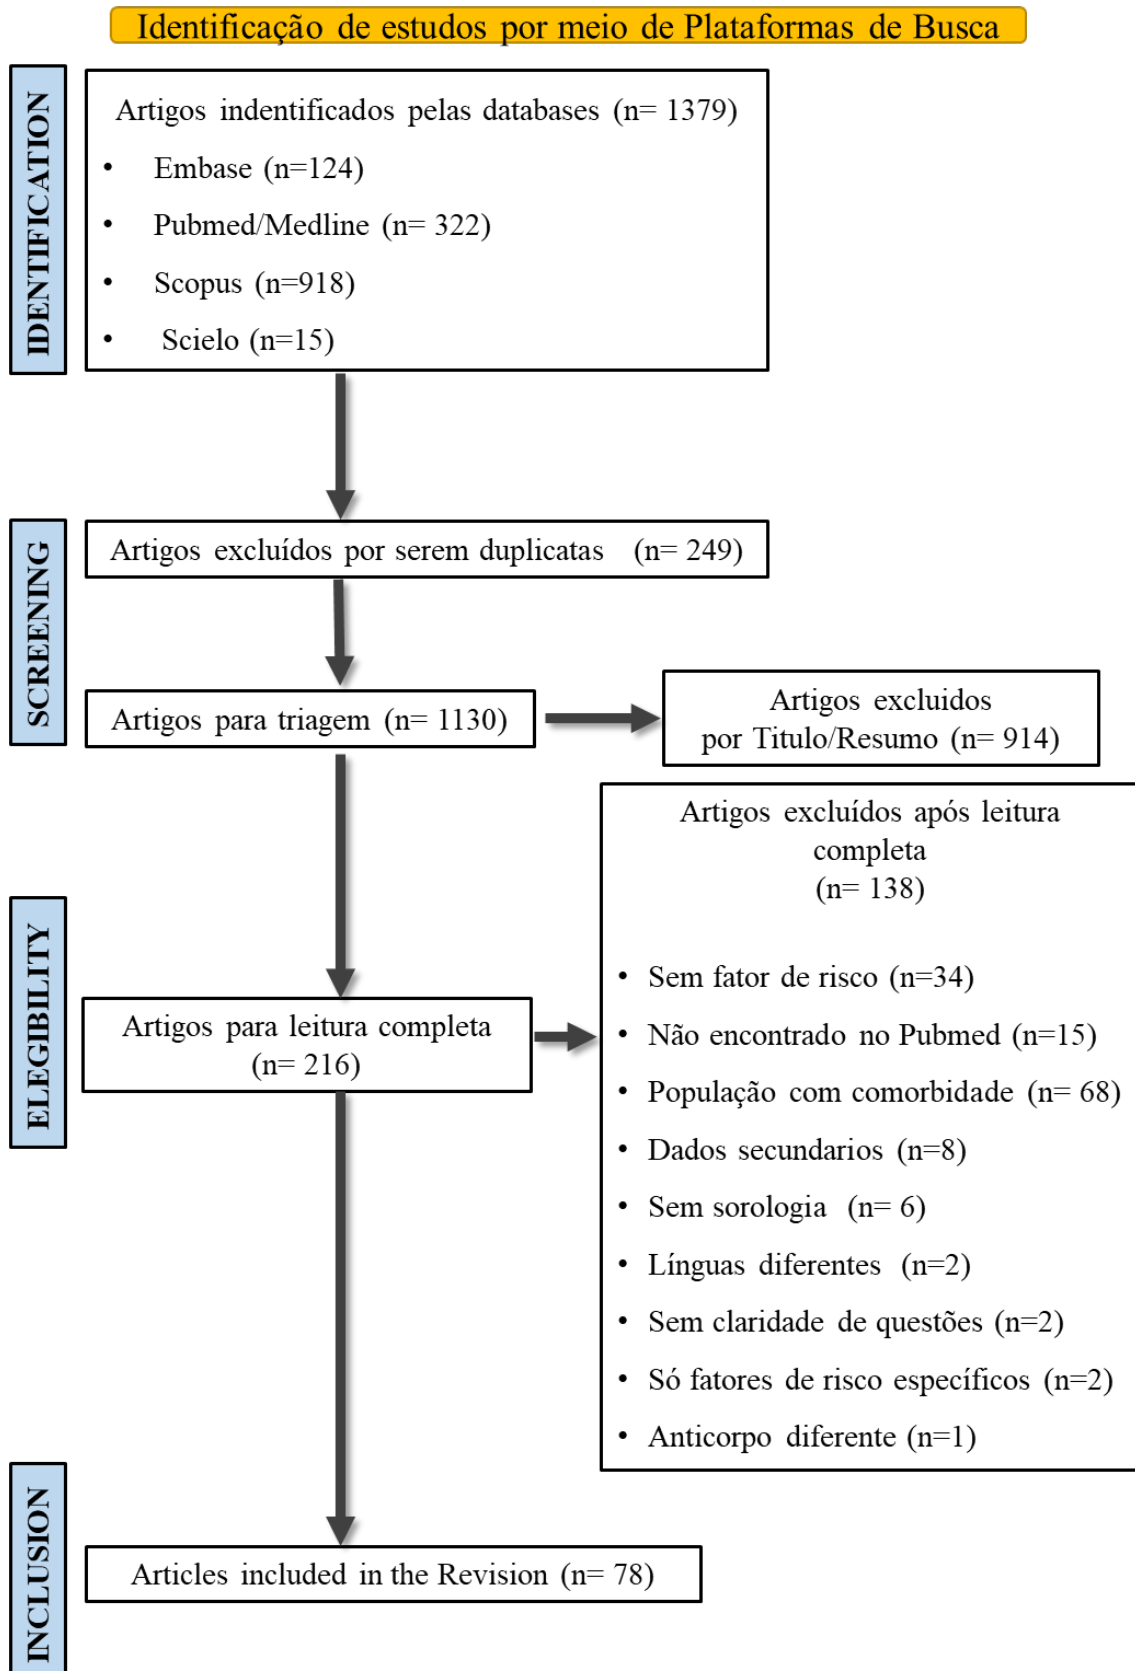 Identificação de estudos por meio de Plataformas de Busca
IDENTIFICATION
Artigos indentificados pelas databases (n= 1379)
• Embase (n=124)
• Pubmed/Medline (n= 322)
• Scopus (n=918)
• Scielo (n=15)
SCREENING
Artigos excluídos por serem duplicatas (n= 249)
Artigos para triagem (n= 1130)
Artigos excluidos
por Titulo/Resumo (n= 914)
ELEGIBILITY
Artigos para leitura completa
(n= 216)
Artigos excluídos após leitura
completa
(n= 138)
• Sem fator de risco (n=34)
• Não encontrado no Pubmed (n=15)
• População com comorbidade (n= 68)
• Dados secundarios (n=8)
• Sem sorologia (n= 6)
• Línguas diferentes (n=2)
• Sem claridade de questões (n=2)
• Só fatores de risco específicos (n=2)
• Anticorpo diferente (n=1)
INCLUSION
Articles included in the Revision (n= 78)